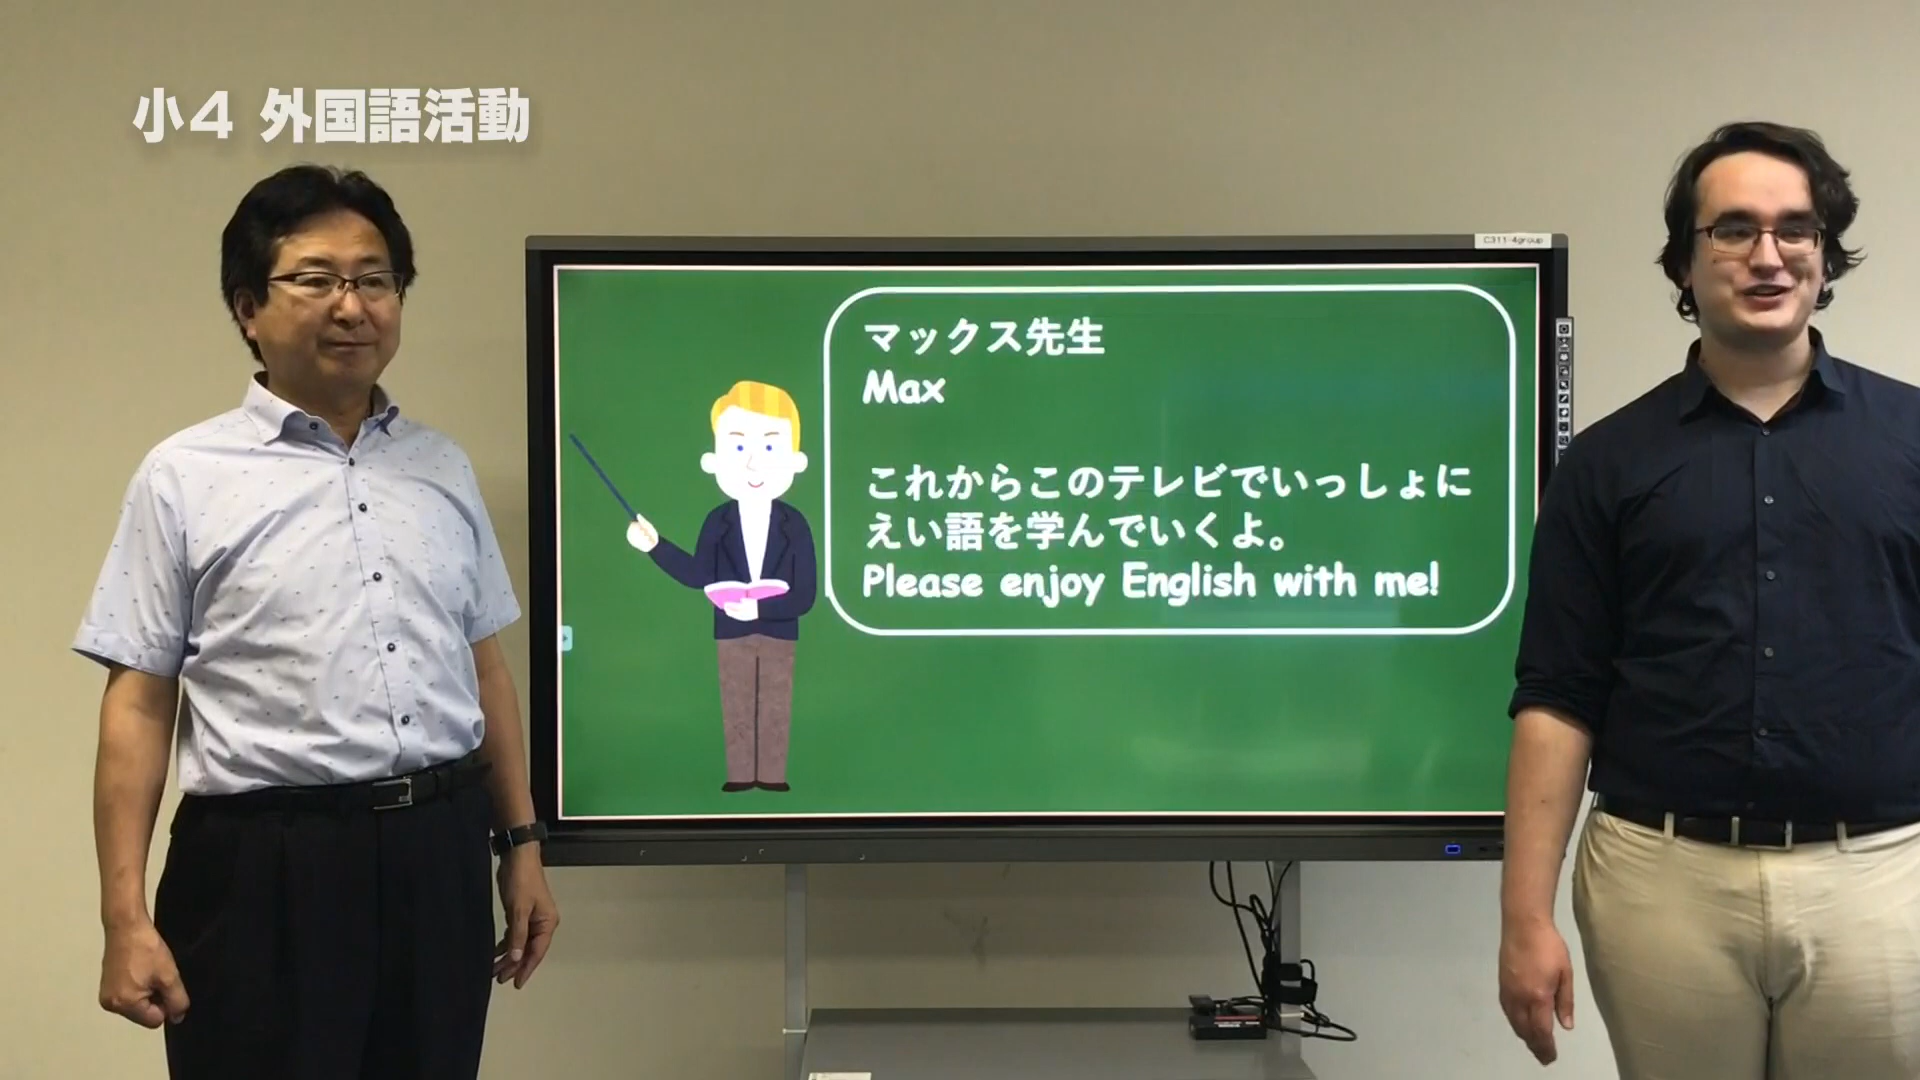 小4 外国語活動
C311-4group
マックス先生
Max
これからこのテレビでいっしょに
えい語を学んでいくよ。
Please enjoy English with me!